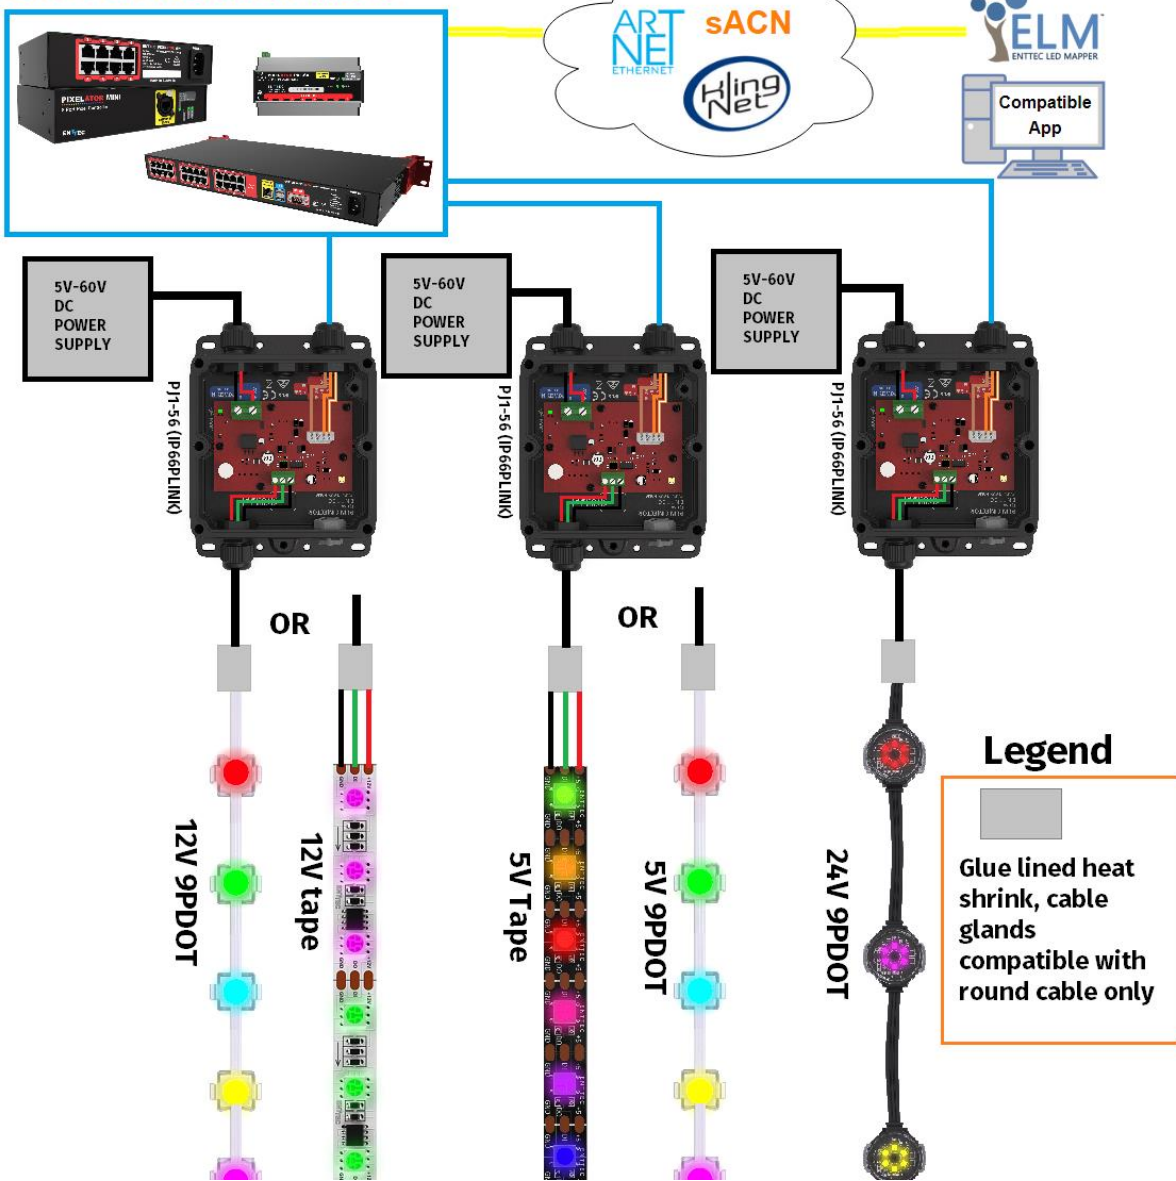 ART
NET
ETHERNET
sACN
Kling
Net
ELM
ENTTEC LED MAPPER
Compatible
App
PIXELATOR MINI
ENTTEC
5V-60V
DC
POWER
SUPPLY
5V-60V
DC
POWER
SUPPLY
5V-60V
DC
POWER
SUPPLY
PJ1-56 (IP66PLINK)
PJ1-56 (IP66PLINK)
PJ1-56 (IP66PLINK)
OR
OR
12V 9PDOT
12V tape
5V Tape
5V 9PDOT
24V 9PDOT
Legend
Glue lined heat
shrink, cable
glands
compatible with
round cable only